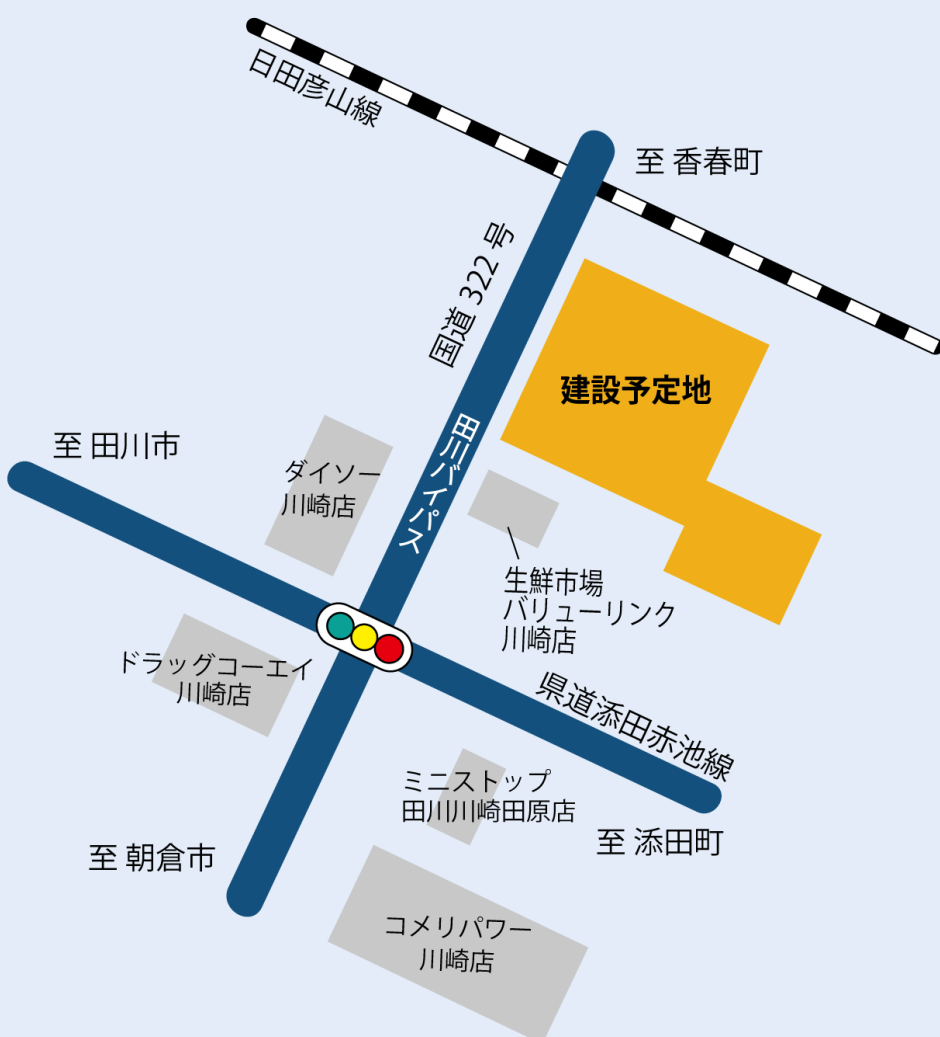 日田彦山線
至 香春町
国道 322 号
建設予定地
田川バイパス
至 田川市
ダイソー
川崎店
生鮮市場
バリューリンク
川崎店
ドラッグコーエイ
川崎店
県道添田赤池線
ミニストップ
田川川崎田原店
至 添田町
至 朝倉市
コメリパワー
川崎店